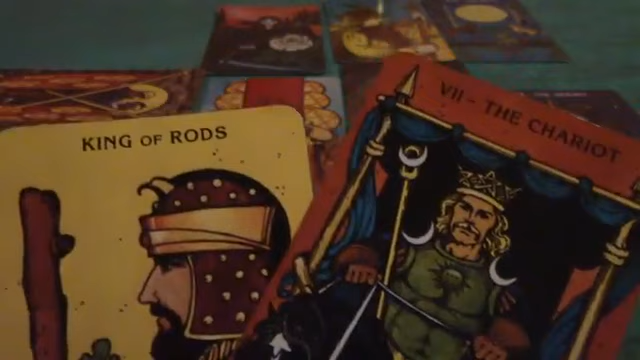 KING OF RODS
VII - THE CHARIOT